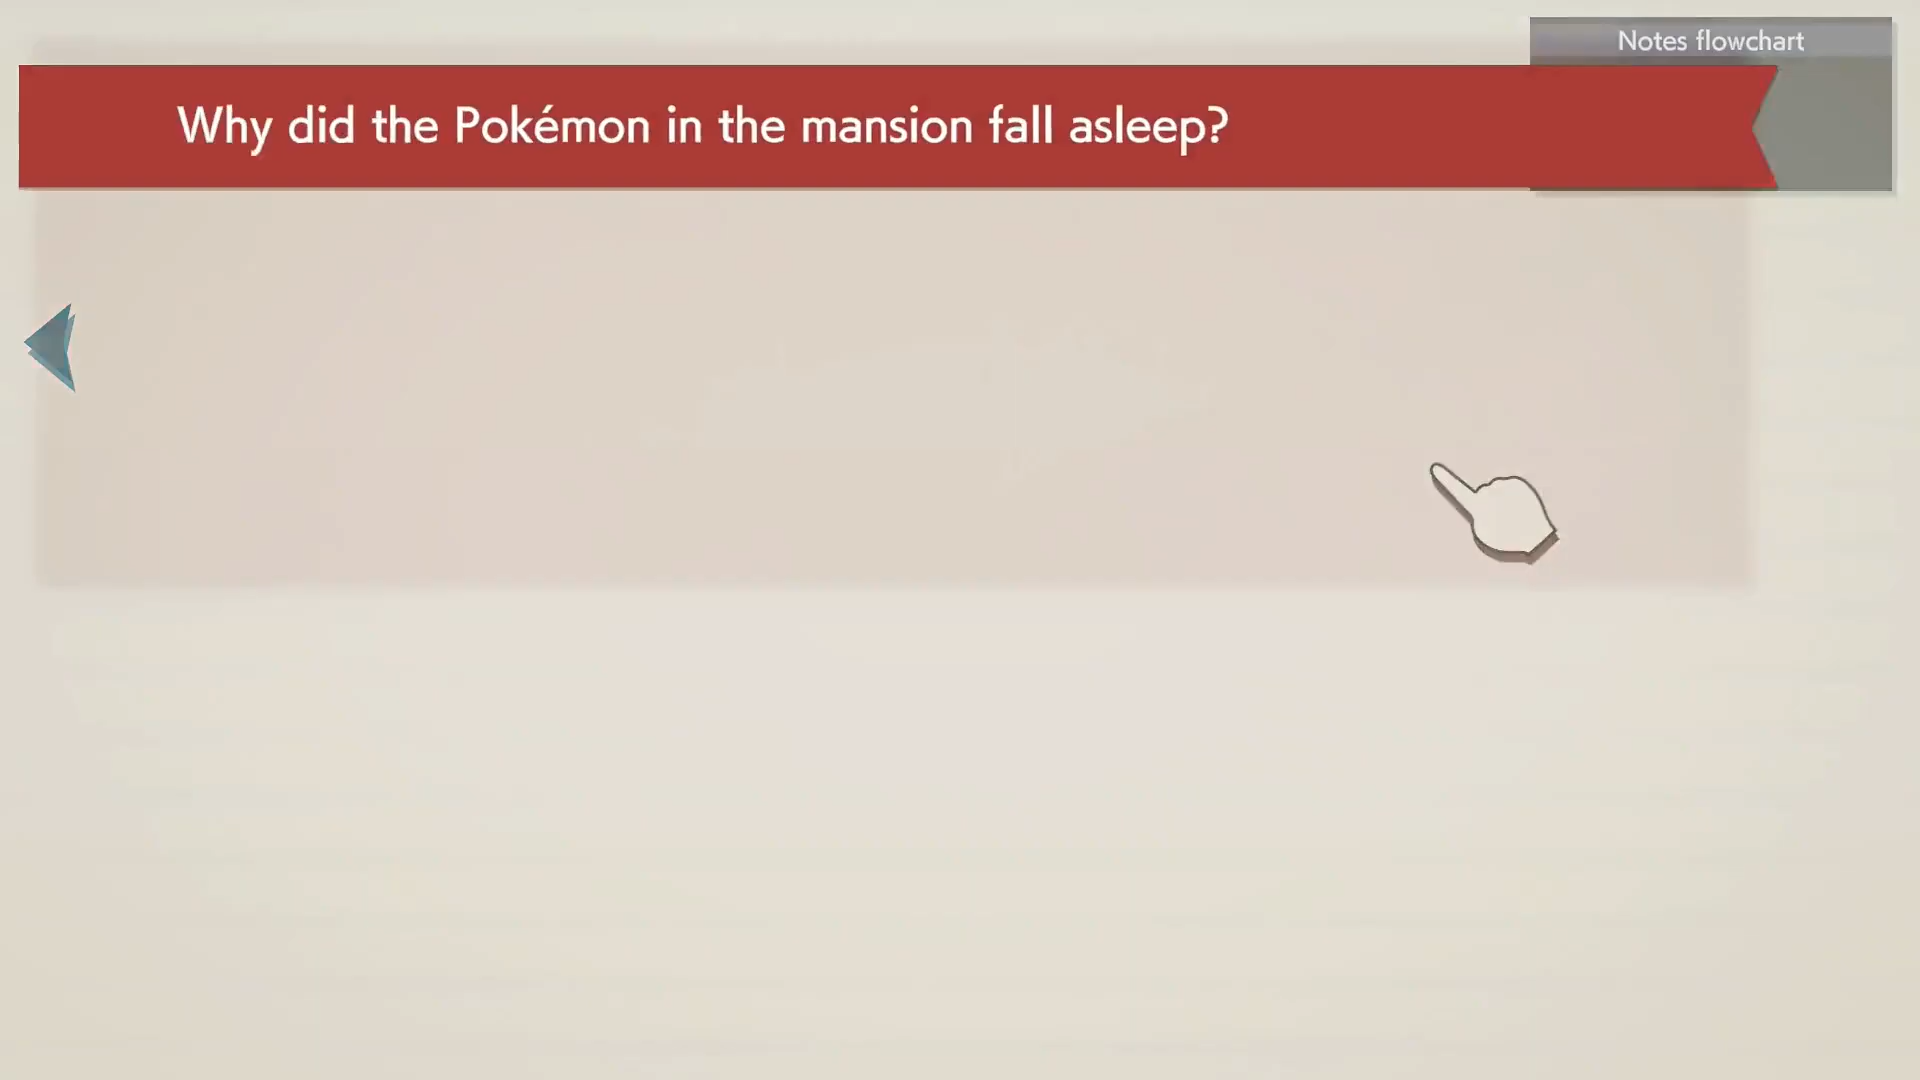 Notes flowchart
Why did the Pokémon in the mansion fall asleep?